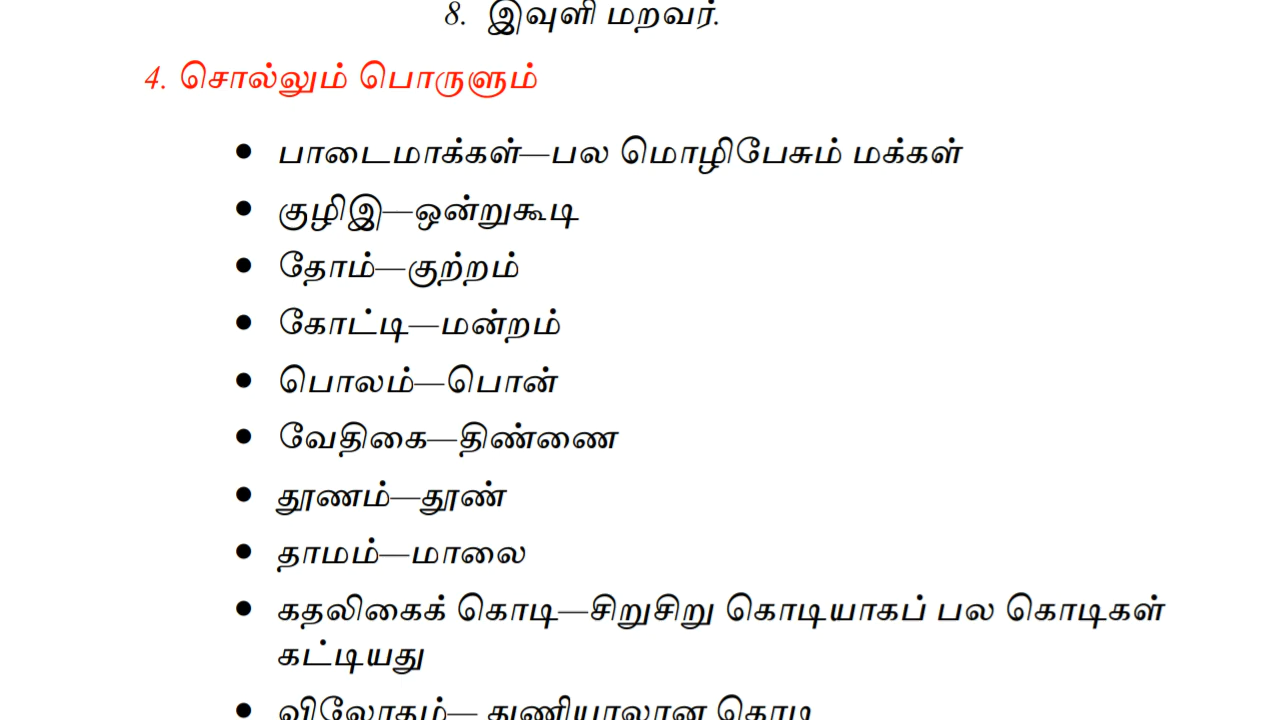 8. இவுளி மறவர்.
4. சொல்லும் பொருளும்
● பாடைமாக்கள்—பல மொழிபேசும் மக்கள்
● குழிஇ—ஒன்றுகூடி
● தோம்—குற்றம்
● கோட்டி—மன்றம்
● பொலம்—பொன்
● வேதிகை—திண்ணை
● தூணம்—தூண்
● தாமம்—மாலை
● கதலிகைக் கொடி—சிறுசிறு கொடியாகப் பல கொடிகள்
கட்டியது
● விலோதம்— துணியாலான கொடி